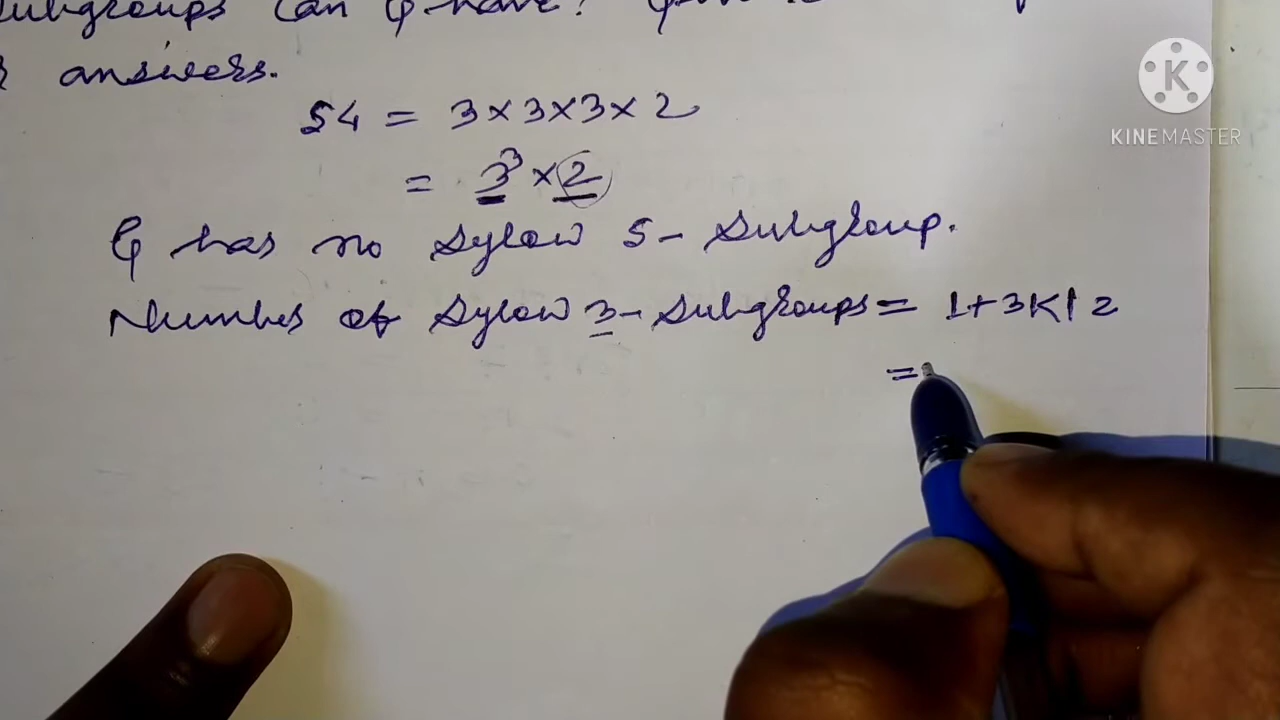 Subgroups can G have?
answers.
54 = 3×3×3×2
= 3³ × 2
G has no Sylow 5- Subgroup.
Number of Sylow 3- Subgroups = 1+3K|2
=
K
KINEMASTER